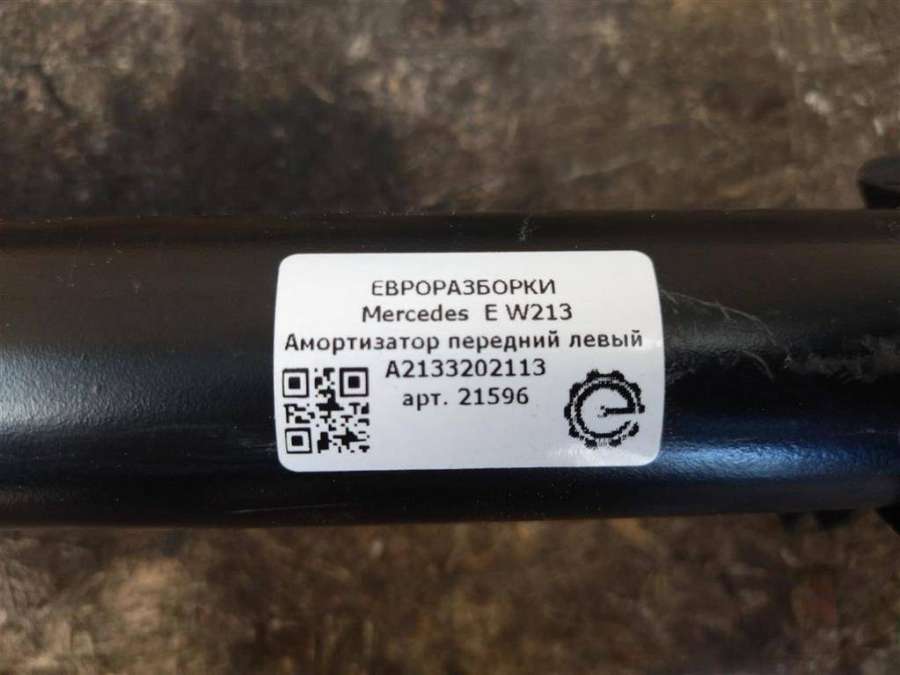 ЕВРОРАЗБОРКИ
Mercedes E W213
Амортизатор передний левый
A2133202113
арт. 21596